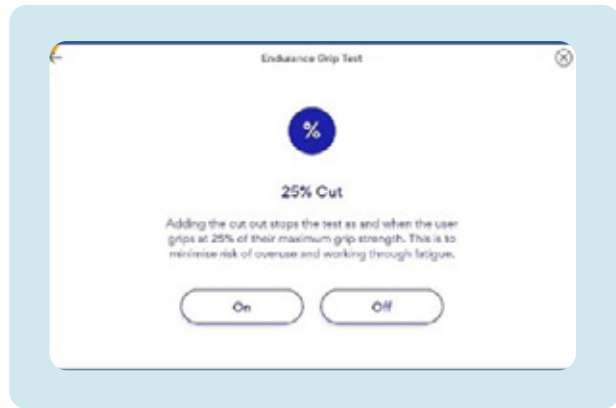 Endurance Grip Test
%
25% Cut
Adding the cut out stops the test as and when the user
grips at 25% of their maximum grip strength. This is to
minimise risk of overuse and working through fatigue.
On Off